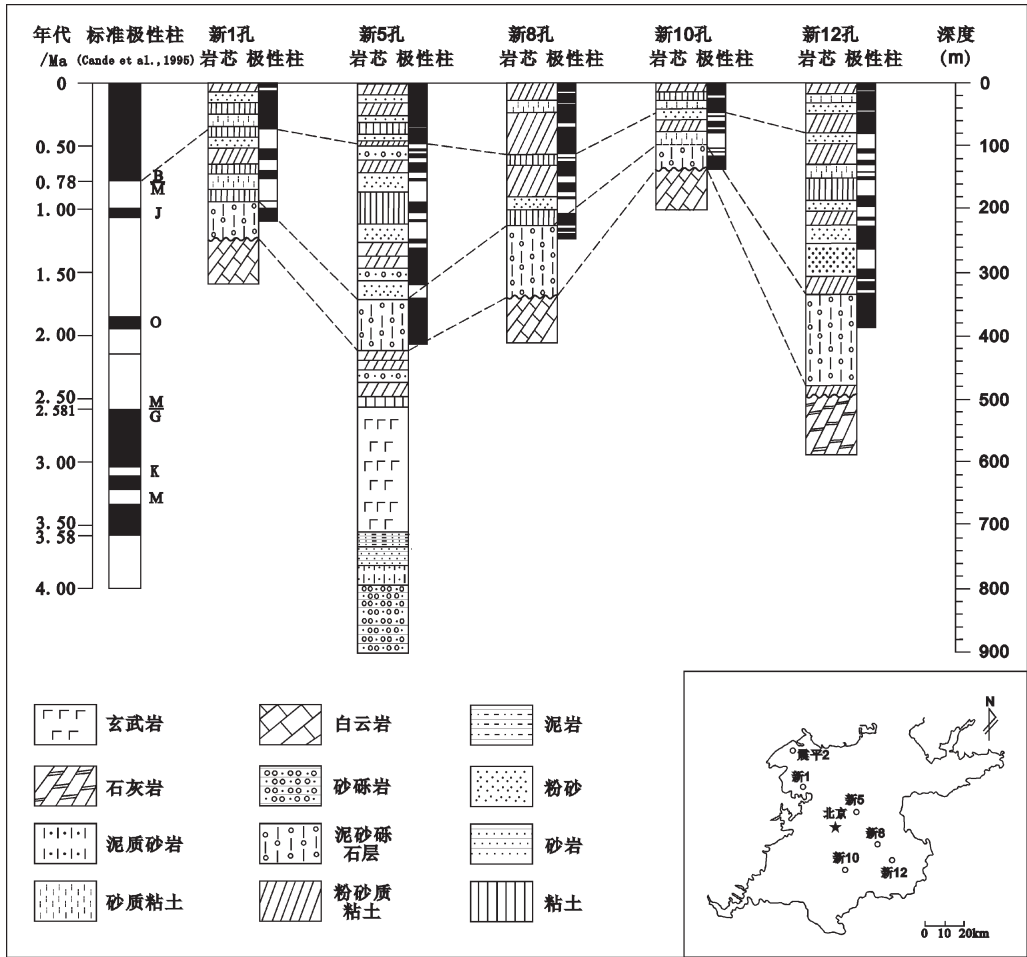 年代 标准极性柱 新1孔 新5孔 新8孔 新10孔 新12孔 深度
/Ma (Cande et al.,1995) 岩芯 极性柱 岩芯 极性柱 岩芯 极性柱 岩芯 极性柱 岩芯 极性柱 (m)
0 0
0.50 100
B
0.78
M
1.00 J 200
1.50 300
O
2.00 400
2.50 M 500
2.581 G
3.00 K 600
M
3.50 700
3.58
4.00 800
900
玄武岩 白云岩 泥岩
石灰岩 砂砾岩 粉砂
泥质砂岩 泥砂砾石层 砂岩
砂质粘土 粉砂质粘土 粘土
N
震平2
新1
新5
北京
新8
新10 新12
0 10 20km